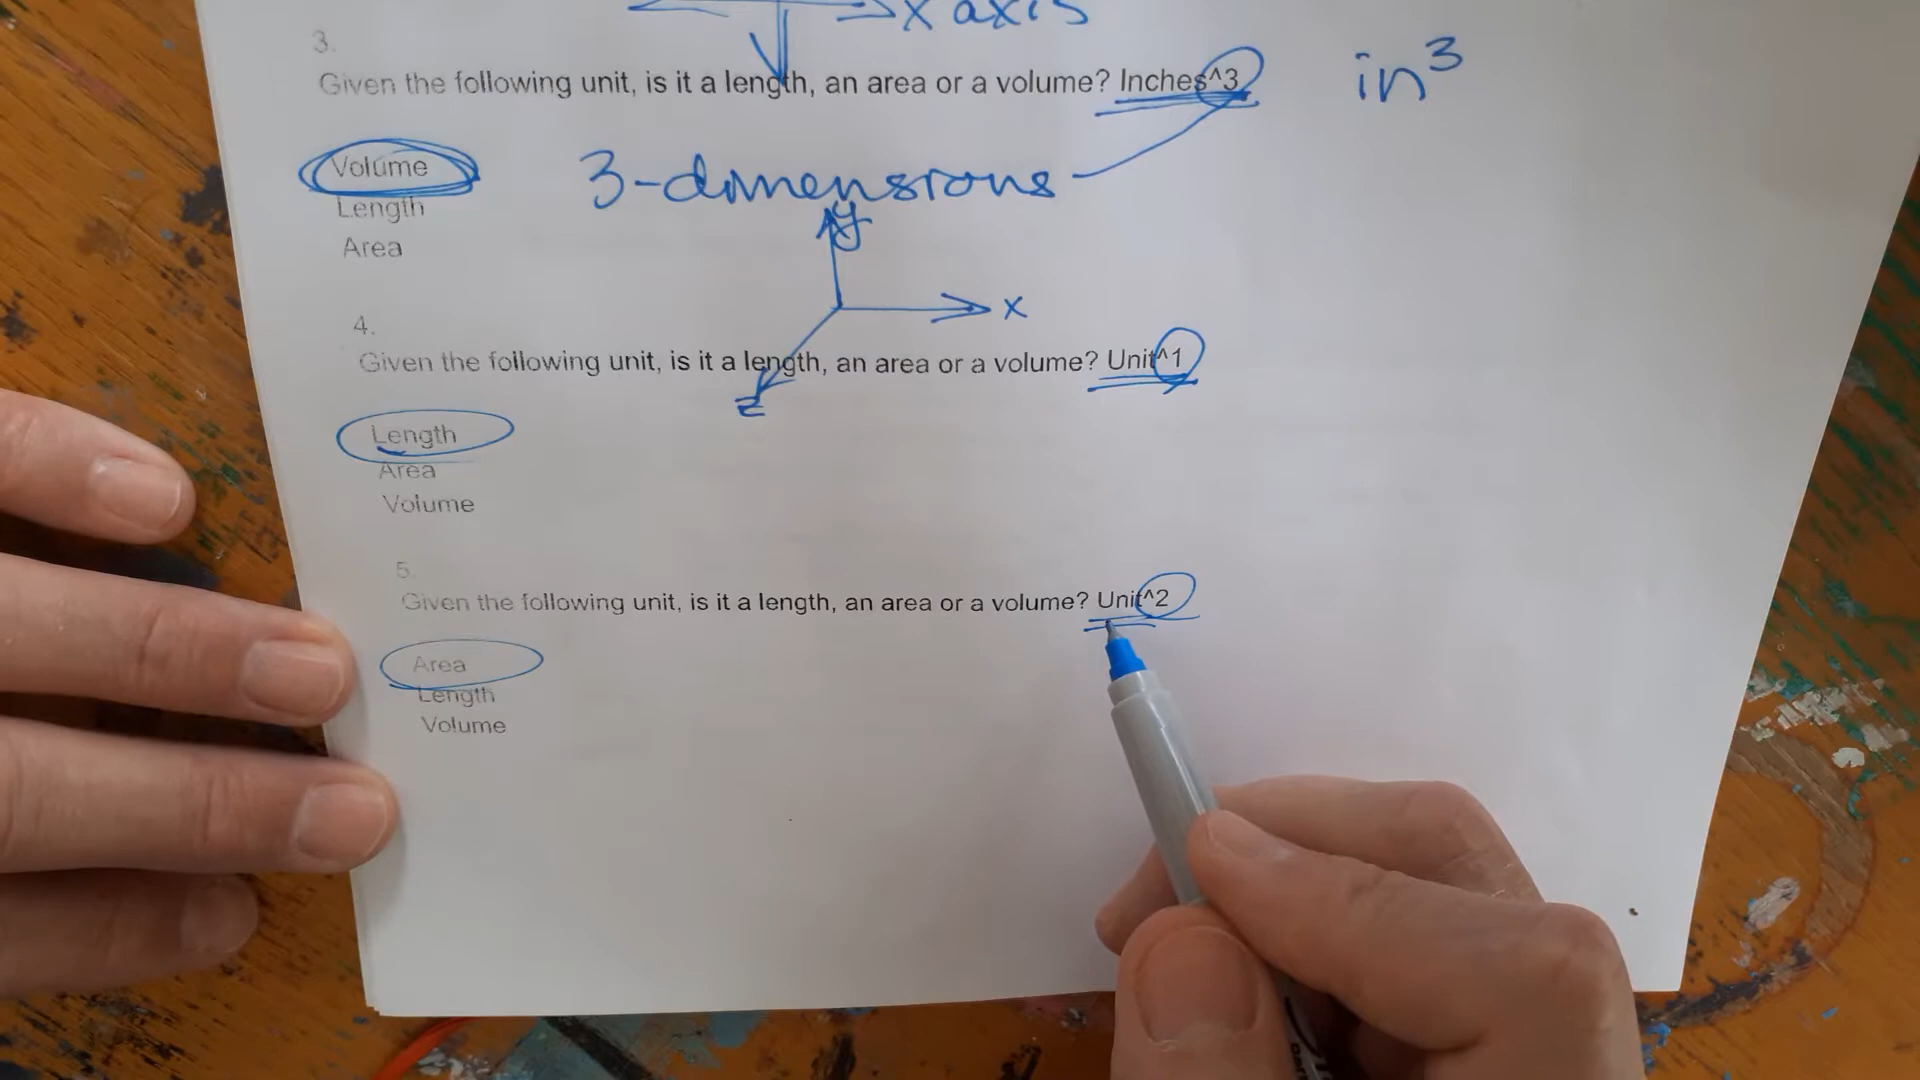 x axis
3.
Given the following unit, is it a length, an area or a volume? Inches^3
in³
Volume
3-dimensions
Length
y
Area
x
4.
Given the following unit, is it a length, an area or a volume? Unit^1
z
Length
Area
Volume
5.
Given the following unit, is it a length, an area or a volume? Unit^2
Area
Length
Volume